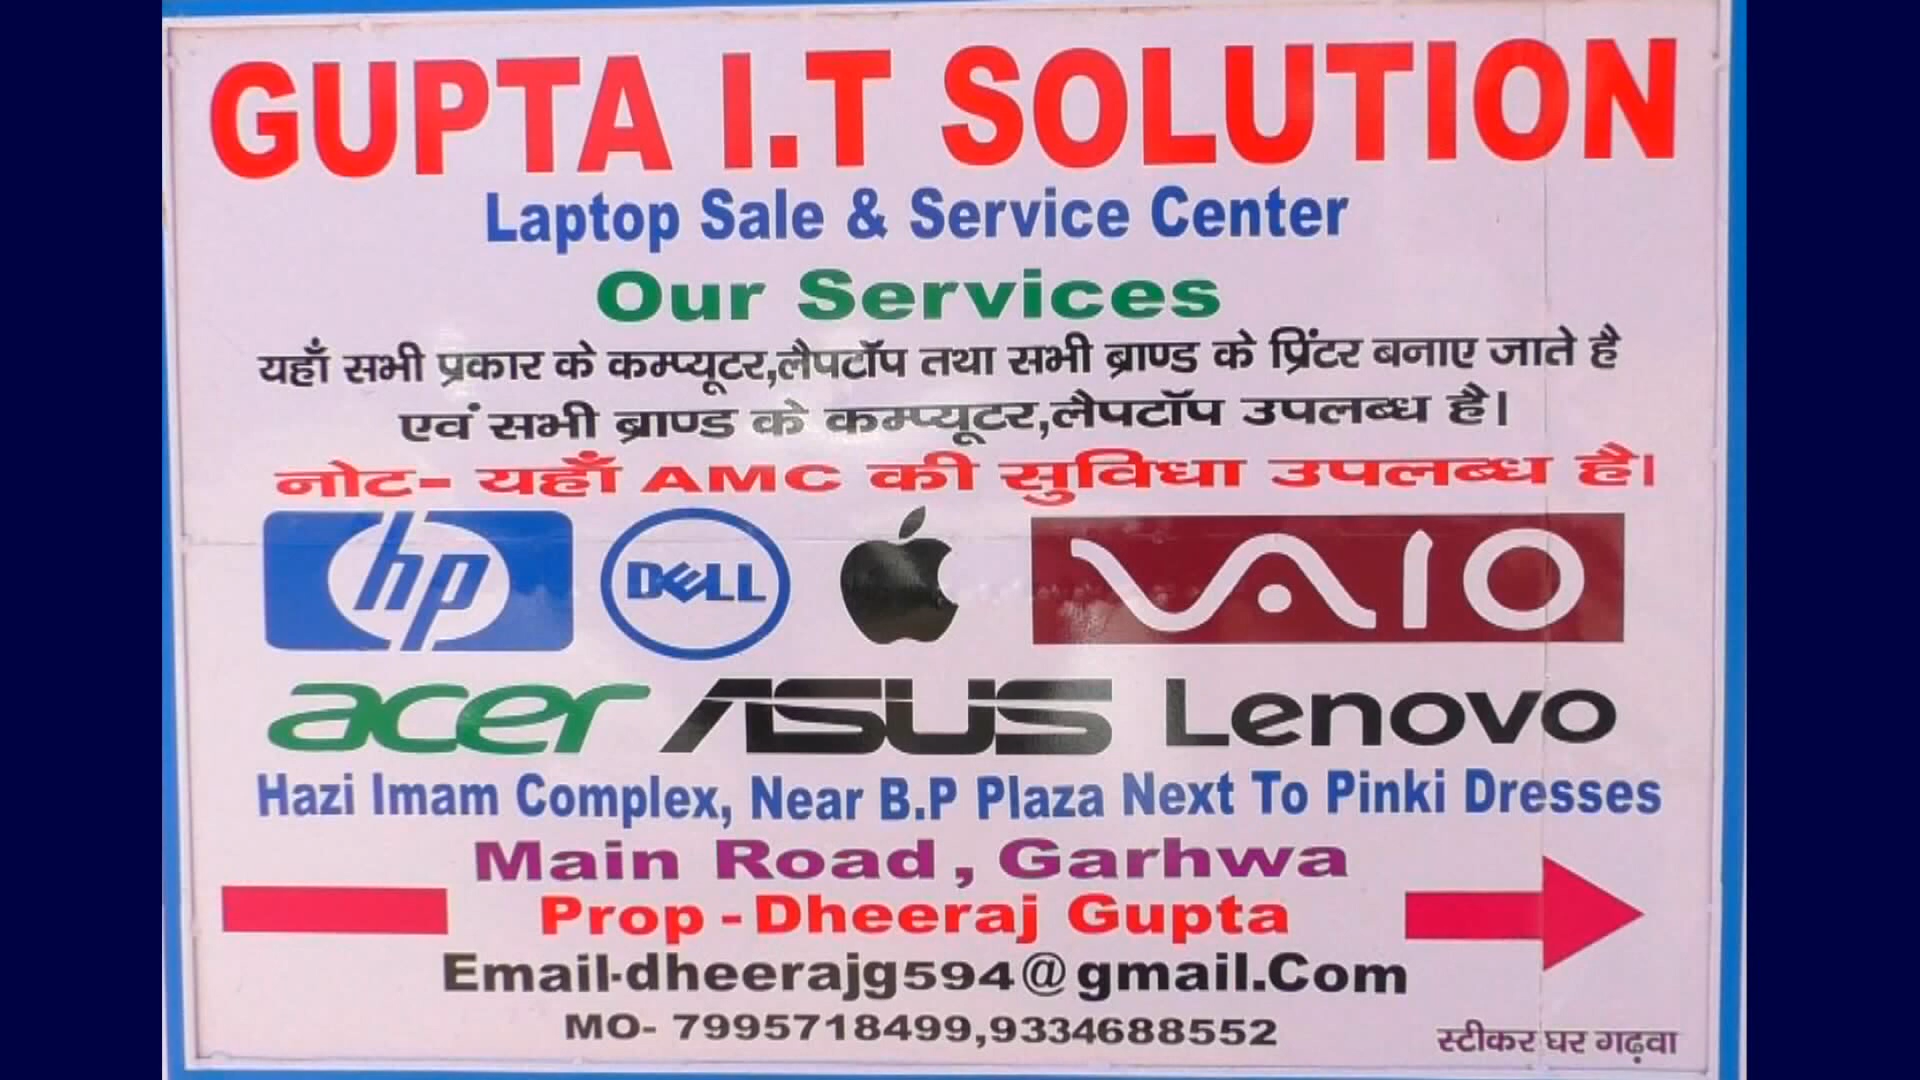 GUPTA I.T SOLUTION
Laptop Sale & Service Center
Our Services
यहाँ सभी प्रकार के कम्प्यूटर,लैपटॉप तथा सभी ब्राण्ड के प्रिंटर बनाए जाते है
एवं सभी ब्राण्ड के कम्प्यूटर,लैपटॉप उपलब्ध है।
नोट- यहाँ AMC की सुविधा उपलब्ध है।
hp DELL VAIO
acer ASUS Lenovo
Hazi Imam Complex, Near B.P Plaza Next To Pinki Dresses
Main Road, Garhwa
Prop - Dheeraj Gupta
Email-dheerajg594@gmail.Com
MO- 7995718499,9334688552
स्टीकर घर गढ़वा